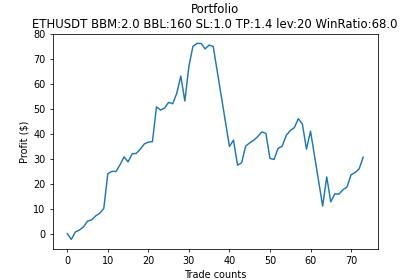 Portfolio
ETHUSDT BBM:2.0 BBL:160 SL:1.0 TP:1.4 lev:20 WinRatio:68.0
Profit ($)
80
70
60
50
40
30
20
10
0
0 10 20 30 40 50 60 70
Trade counts